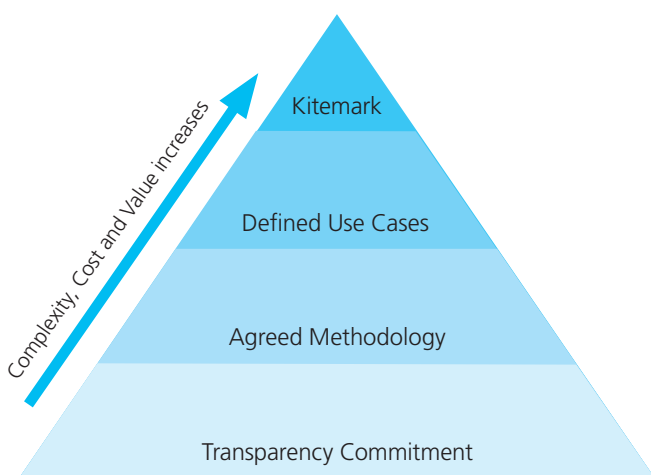 Kitemark
Defined Use Cases
Agreed Methodology
Transparency Commitment
Complexity, Cost and Value increases